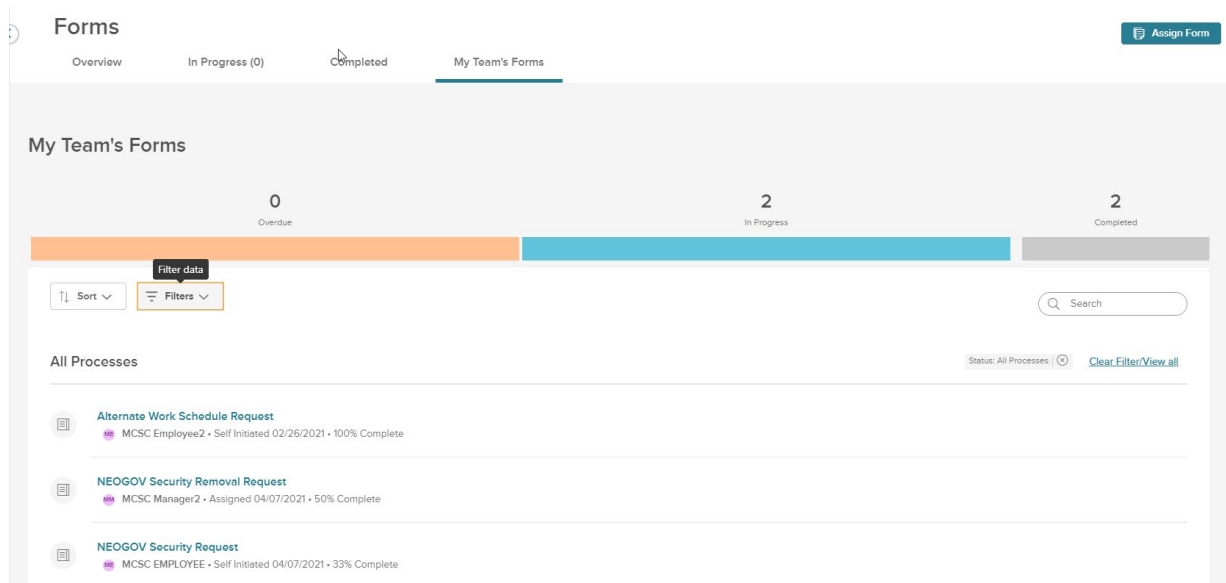 Forms
Assign Form
Overview In Progress (0) Completed My Team's Forms
My Team's Forms
0 2 2
Overdue In Progress Completed
Filter data
Sort Filters Search
All Processes Status: All Processes Clear Filter/View all
Alternate Work Schedule Request
ME MCSC Employee2 • Self Initiated 02/26/2021 • 100% Complete
NEOGOV Security Removal Request
MM MCSC Manager2 • Assigned 04/07/2021 • 50% Complete
NEOGOV Security Request
ME MCSC EMPLOYEE • Self Initiated 04/07/2021 • 33% Complete